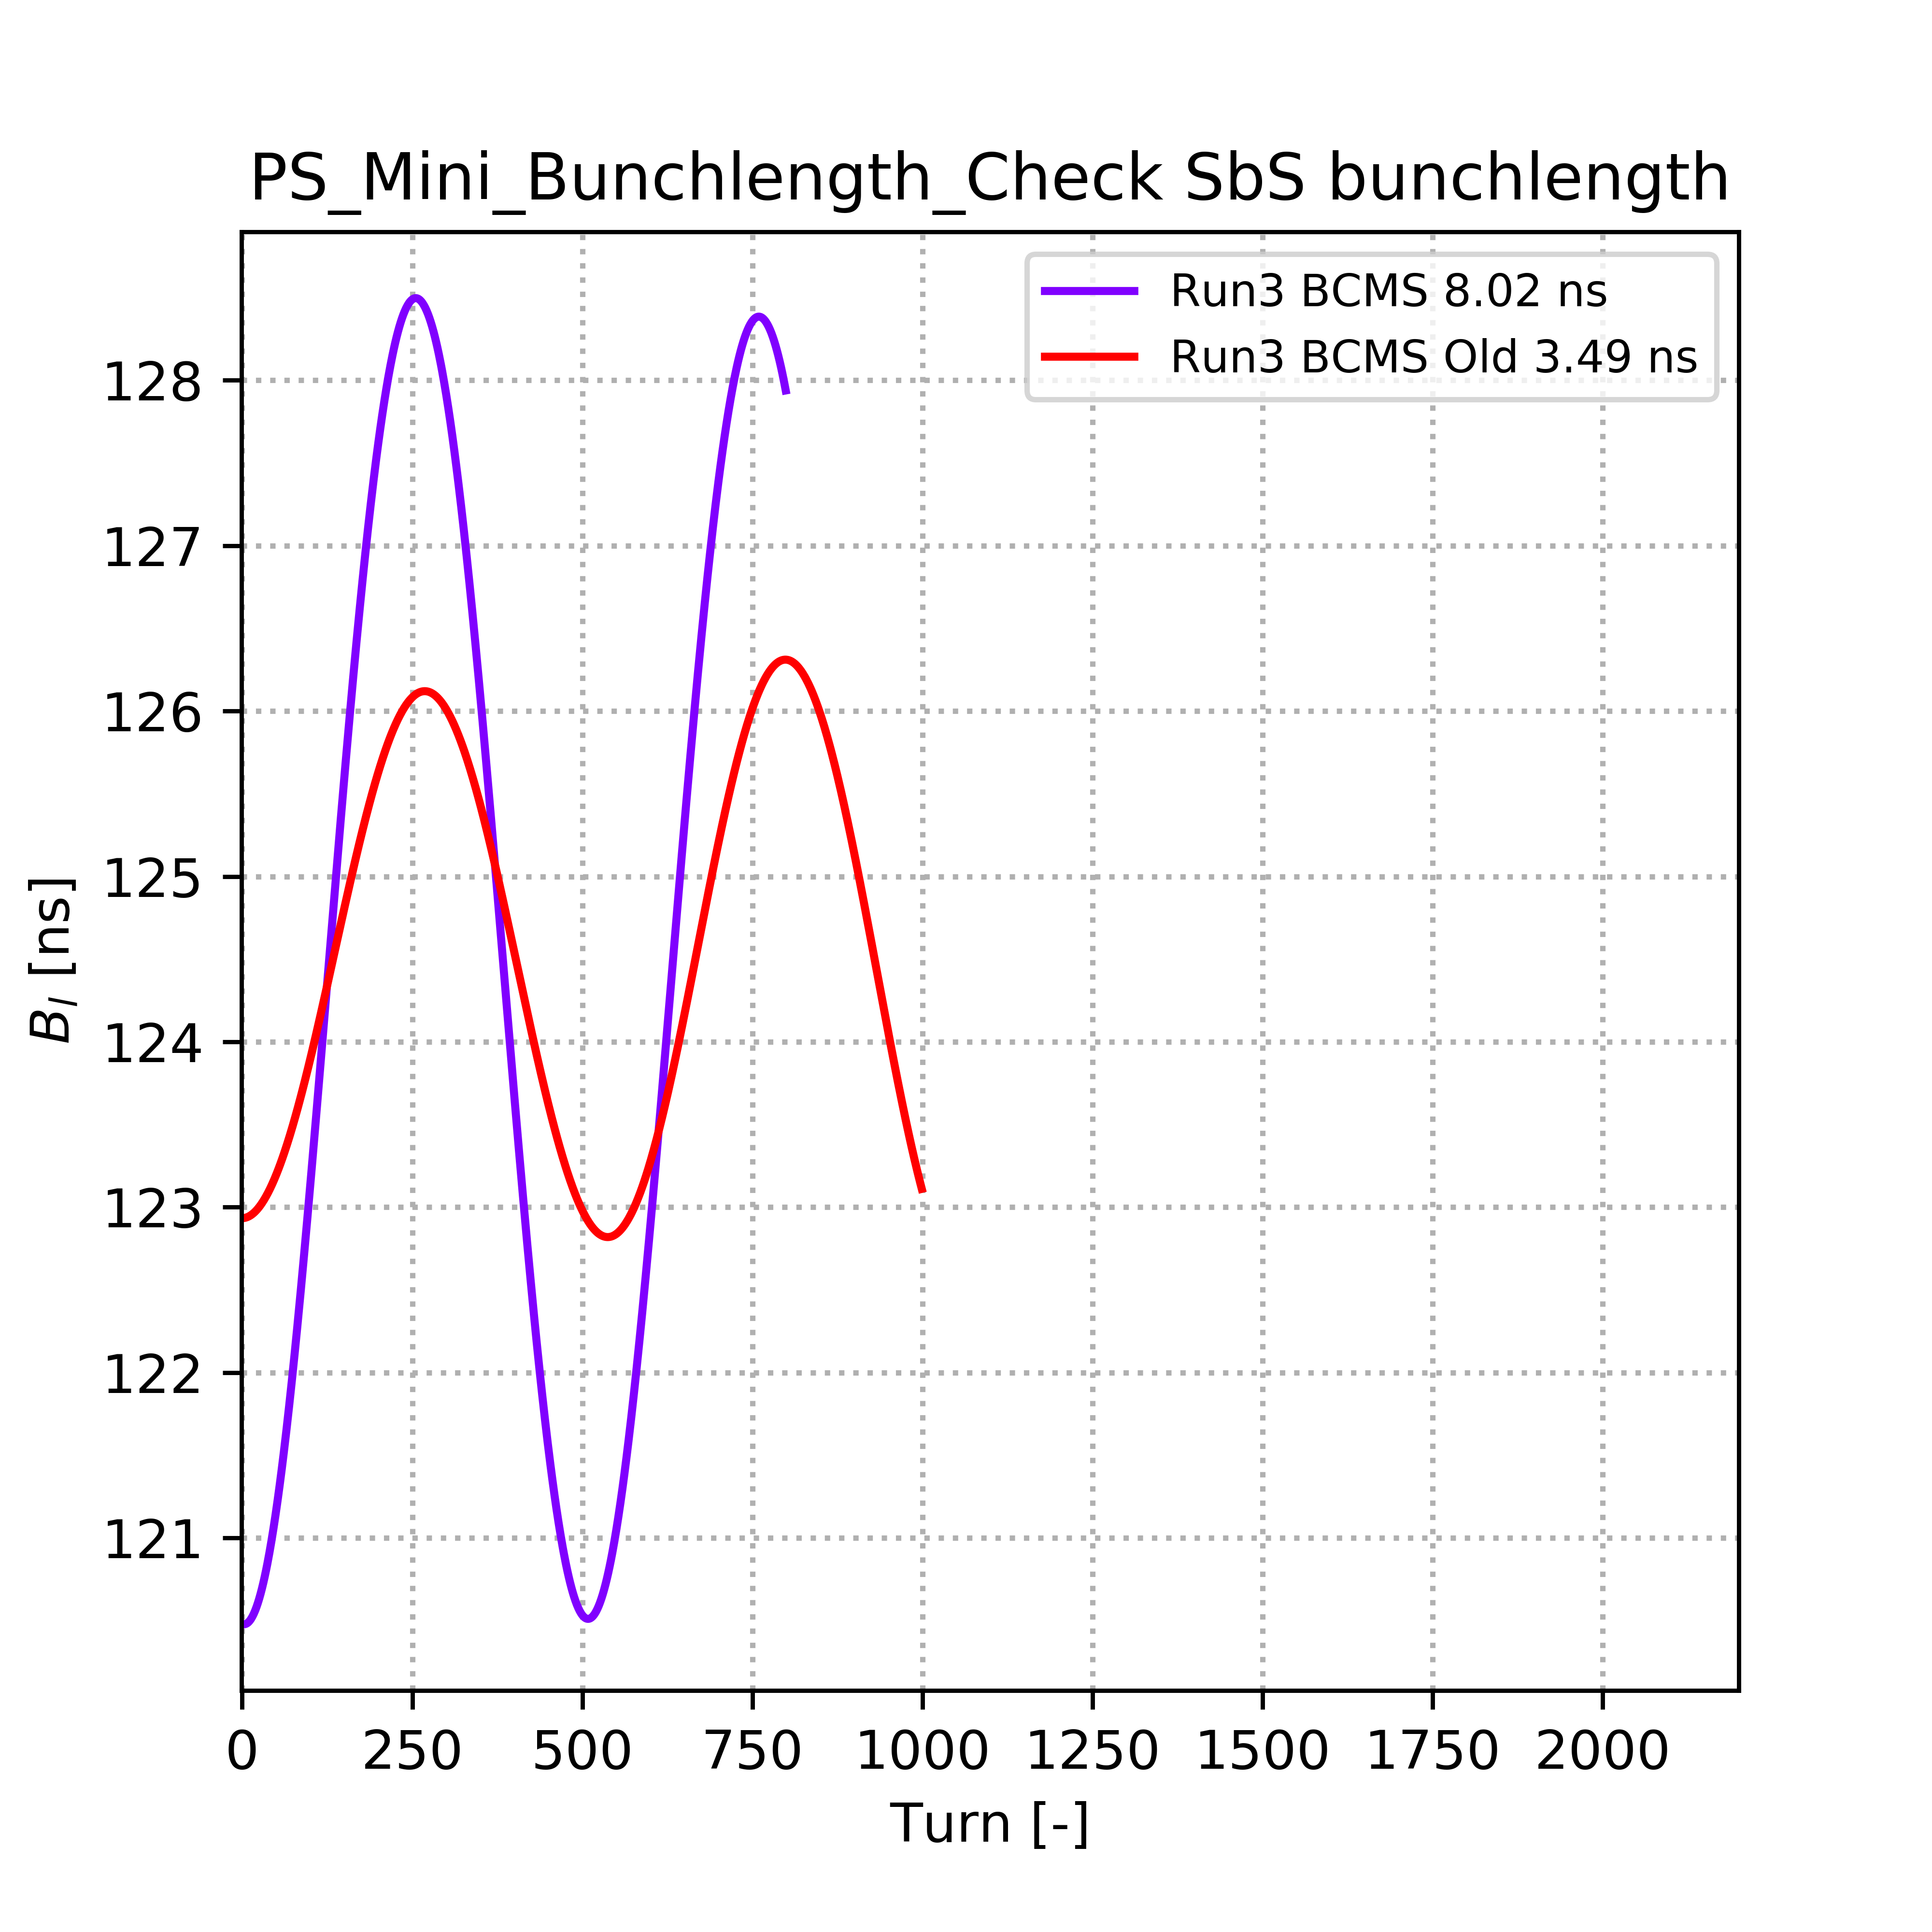 PS_Mini_Bunchlength_Check SbS bunchlength
Run3 BCMS 8.02 ns
Run3 BCMS Old 3.49 ns
128
127
126
125
124
123
122
121
B_l [ns]
0 250 500 750 1000 1250 1500 1750 2000
Turn [-]